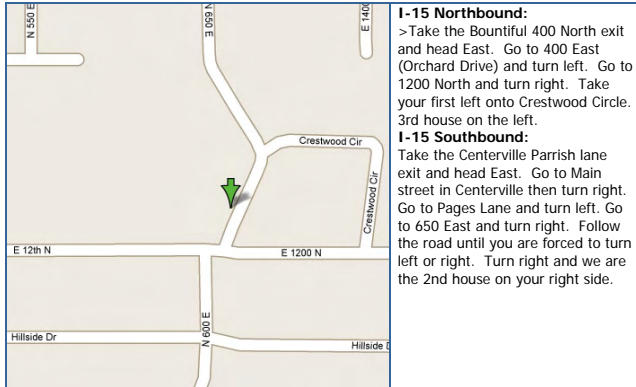 N 550 E
N 650 E
E 1400
Crestwood Cir
Crestwood Cir
E 12th N
E 1200 N
N 600 E
Hillside Dr
Hillside D
I-15 Northbound:
>Take the Bountiful 400 North exit
and head East.  Go to 400 East
(Orchard Drive) and turn left.  Go to
1200 North and turn right.  Take
your first left onto Crestwood Circle.
3rd house on the left.
I-15 Southbound:
Take the Centerville Parrish lane
exit and head East.  Go to Main
street in Centerville then turn right.
Go to Pages Lane and turn left. Go
to 650 East and turn right.  Follow
the road until you are forced to turn
left or right.  Turn right and we are
the 2nd house on your right side.